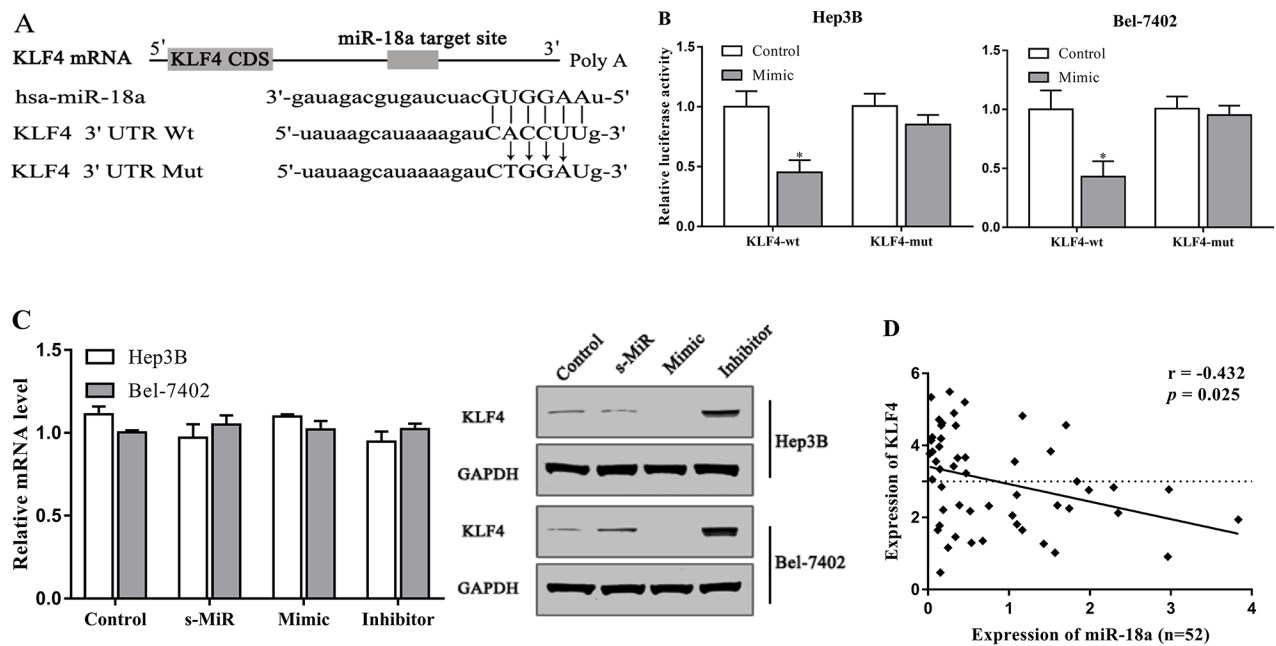 A
5' KLF4 CDS miR-18a target site 3'
KLF4 mRNA Poly A
hsa-miR-18a 3'-gauagacgugaucuacGUGGAAu-5'
KLF4 3' UTR Wt 5'-uauaagcauaaaagauCACCUUg-3'
KLF4 3' UTR Mut 5'-uauaagcauaaaagauCTGGAUg-3'
B
Hep3B
Relative luciferase activity
1.5
1.0
0.5
0.0
Control
Mimic
*
KLF4-wt KLF4-mut
Bel-7402
1.5
1.0
0.5
0.0
Control
Mimic
*
KLF4-wt KLF4-mut
C
Relative mRNA level
1.5
1.0
0.5
0.0
Hep3B
Bel-7402
Control s-MiR Mimic Inhibitor
Control s-MiR Mimic Inhibitor
KLF4
GAPDH
Hep3B
KLF4
GAPDH
Bel-7402
D
r = -0.432
p = 0.025
Expression of KLF4
6
4
2
0
0 1 2 3 4
Expression of miR-18a (n=52)